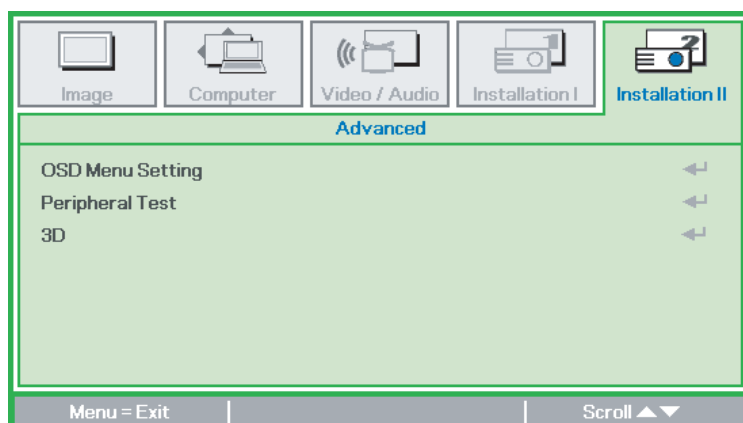 Image
Computer
Video / Audio
Installation I
Installation II
Advanced
OSD Menu Setting
Peripheral Test
3D
Menu = Exit
Scroll ▲▼